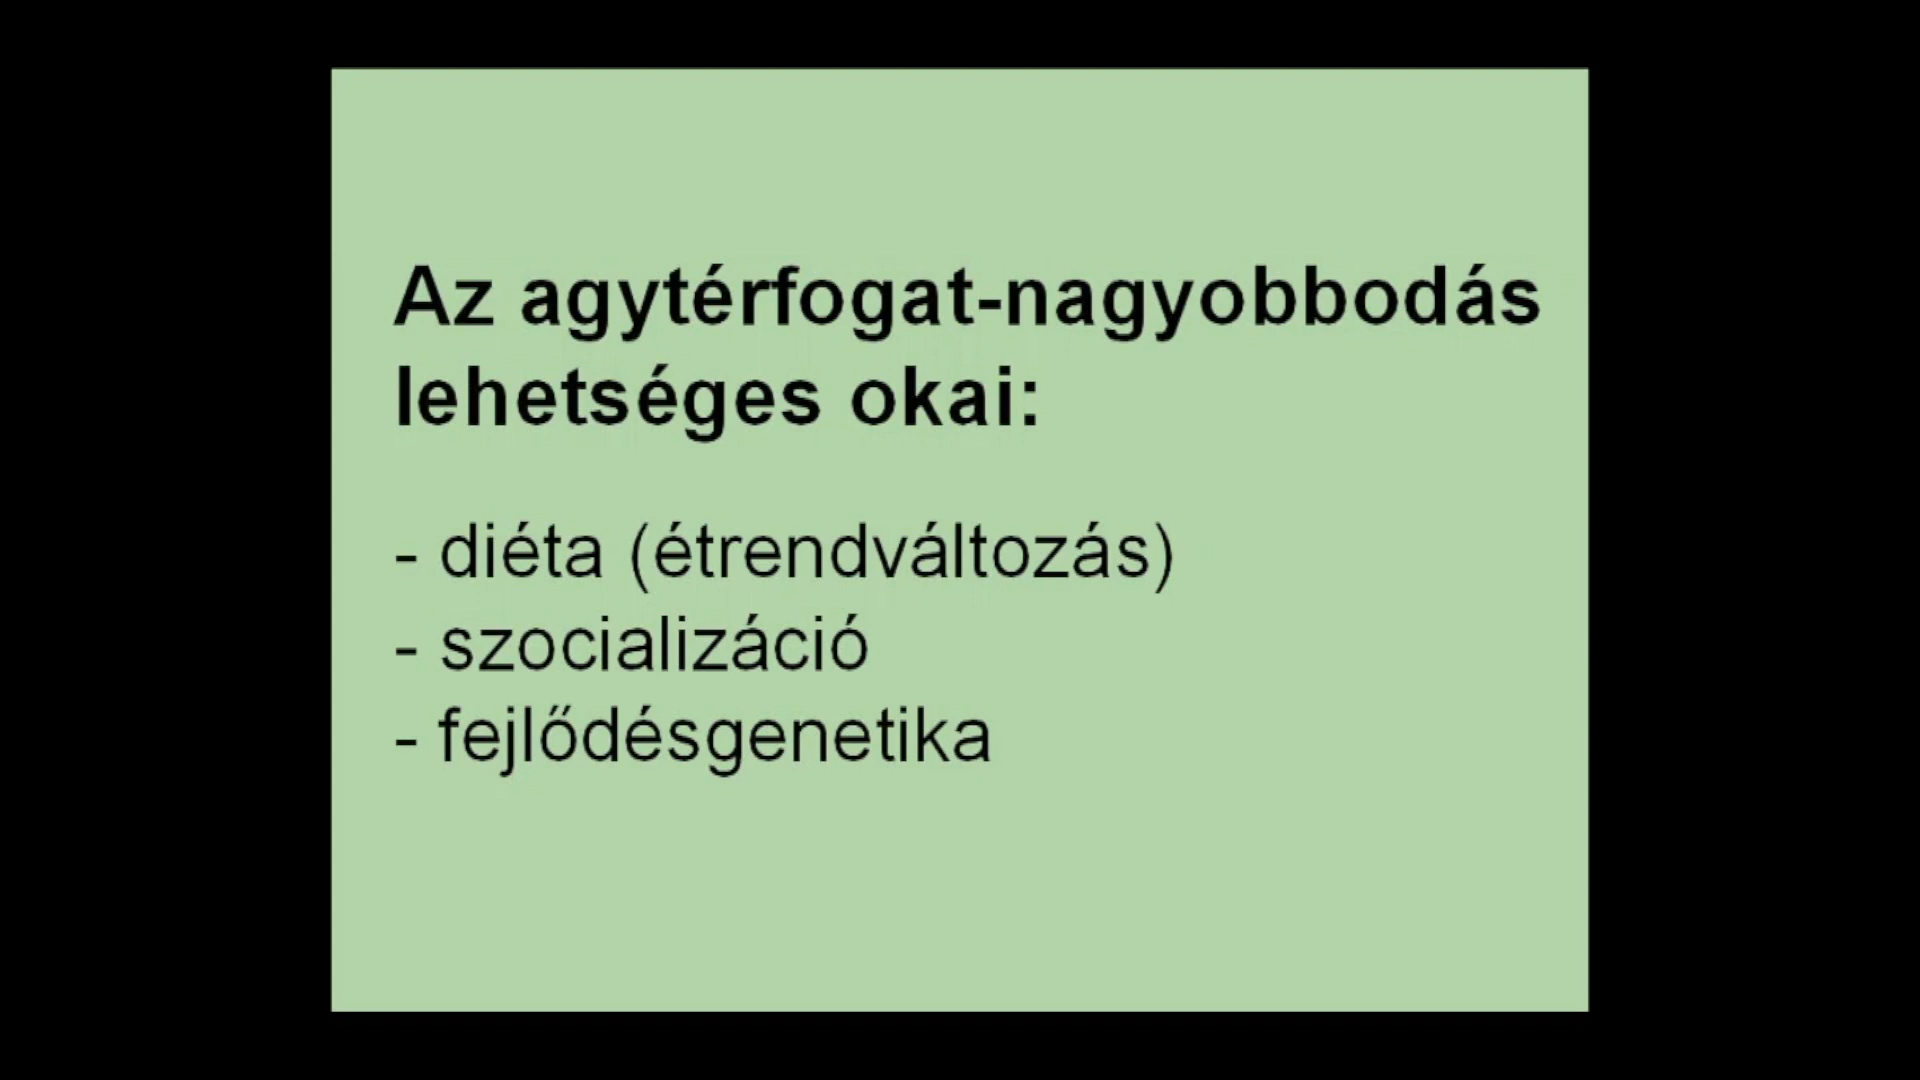 Az agytérfogat-nagyobbodás
lehetséges okai:
- diéta (étrendváltozás)
- szocializáció
- fejlődésgenetika